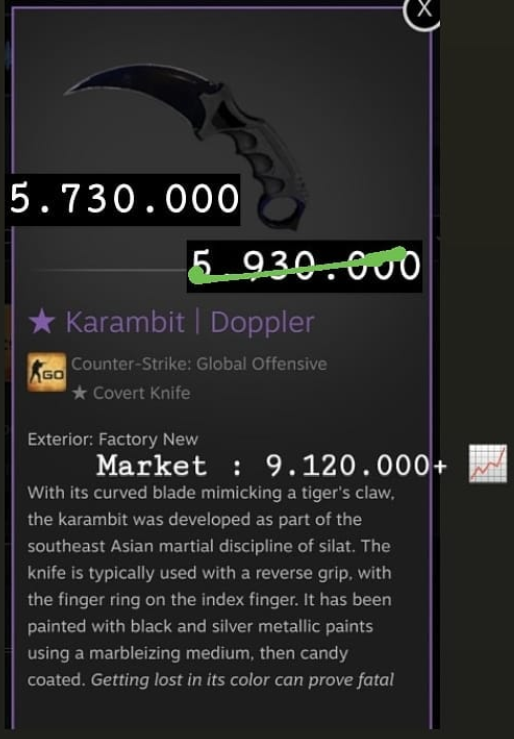 X
5.730.000
5.930.000
★ Karambit | Doppler
GO
Counter-Strike: Global Offensive
★ Covert Knife
Exterior: Factory New
Market : 9.120.000+
With its curved blade mimicking a tiger's claw,
the karambit was developed as part of the
southeast Asian martial discipline of silat. The
knife is typically used with a reverse grip, with
the finger ring on the index finger. It has been
painted with black and silver metallic paints
using a marbleizing medium, then candy
coated. Getting lost in its color can prove fatal